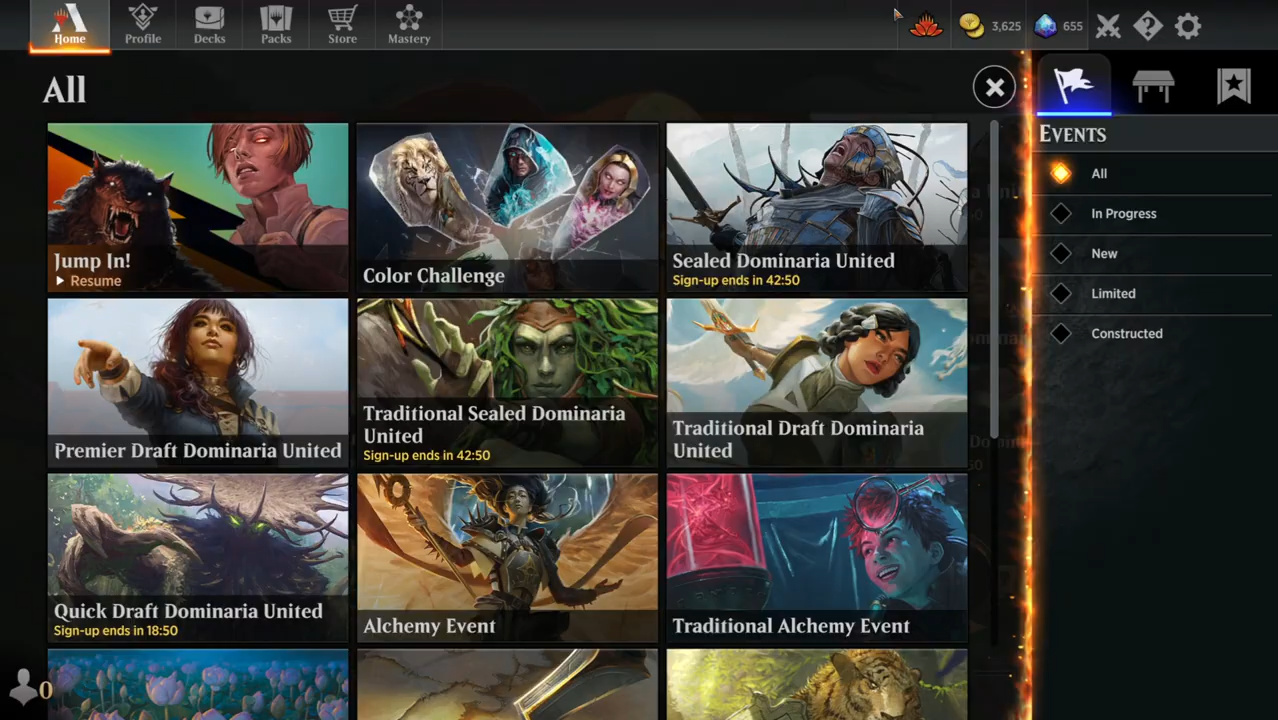 Home
Profile
Decks
Packs
Store
Mastery
3,625
655
All
Jump In!
Resume
Color Challenge
Sealed Dominaria United
Sign-up ends in 42:50
Premier Draft Dominaria United
Traditional Sealed Dominaria
United
Sign-up ends in 42:50
Traditional Draft Dominaria
United
Quick Draft Dominaria United
Sign-up ends in 18:50
Alchemy Event
Traditional Alchemy Event
0
EVENTS
All
In Progress
New
Limited
Constructed